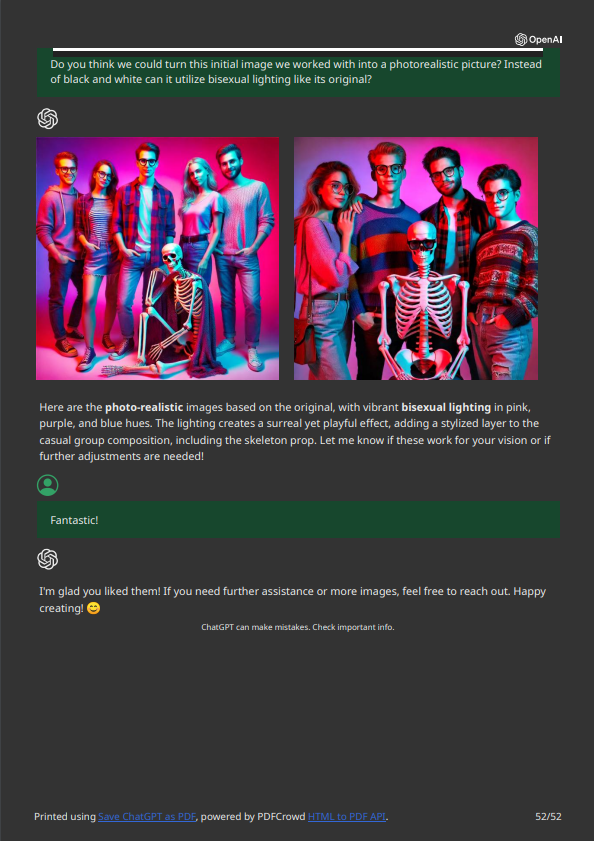 OpenAI
Do you think we could turn this initial image we worked with into a photorealistic picture? Instead
of black and white can it utilize bisexual lighting like its original?
Here are the photo-realistic images based on the original, with vibrant bisexual lighting in pink,
purple, and blue hues. The lighting creates a surreal yet playful effect, adding a stylized layer to the
casual group composition, including the skeleton prop. Let me know if these work for your vision or if
further adjustments are needed!
Fantastic!
I'm glad you liked them! If you need further assistance or more images, feel free to reach out. Happy
creating! 😊
ChatGPT can make mistakes. Check important info.
Printed using Save ChatGPT as PDF, powered by PDFCrowd HTML to PDF API.
52/52